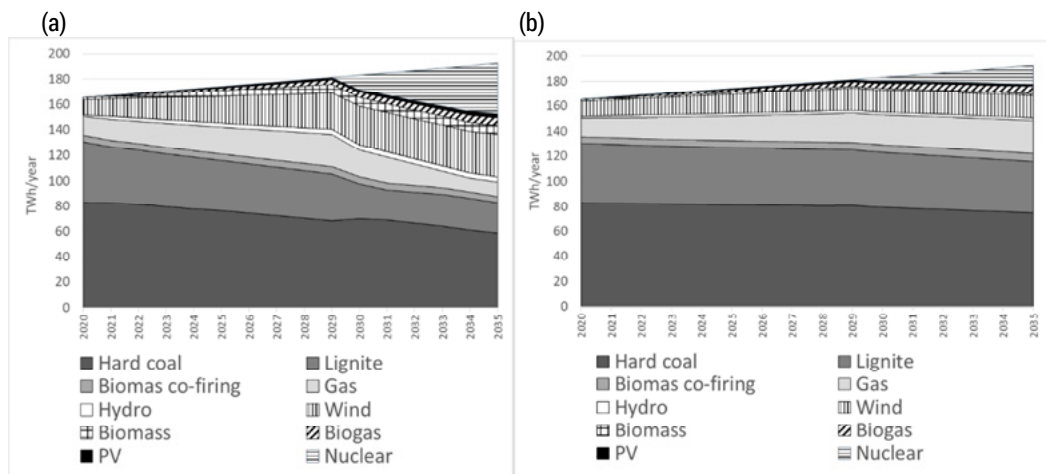 (a)
200
180
160
140
120
100
80
60
40
20
0
TWh/year
2020 2021 2022 2023 2024 2025 2026 2027 2028 2029 2030 2031 2032 2033 2034 2035
Hard coal Lignite
Biomas co-firing Gas
Hydro Wind
Biomass Biogas
PV Nuclear
(b)
200
180
160
140
120
100
80
60
40
20
0
TWh/year
2020 2021 2022 2023 2024 2025 2026 2027 2028 2029 2030 2031 2032 2033 2034 2035
Hard coal Lignite
Biomas co-firing Gas
Hydro Wind
Biomass Biogas
PV Nuclear